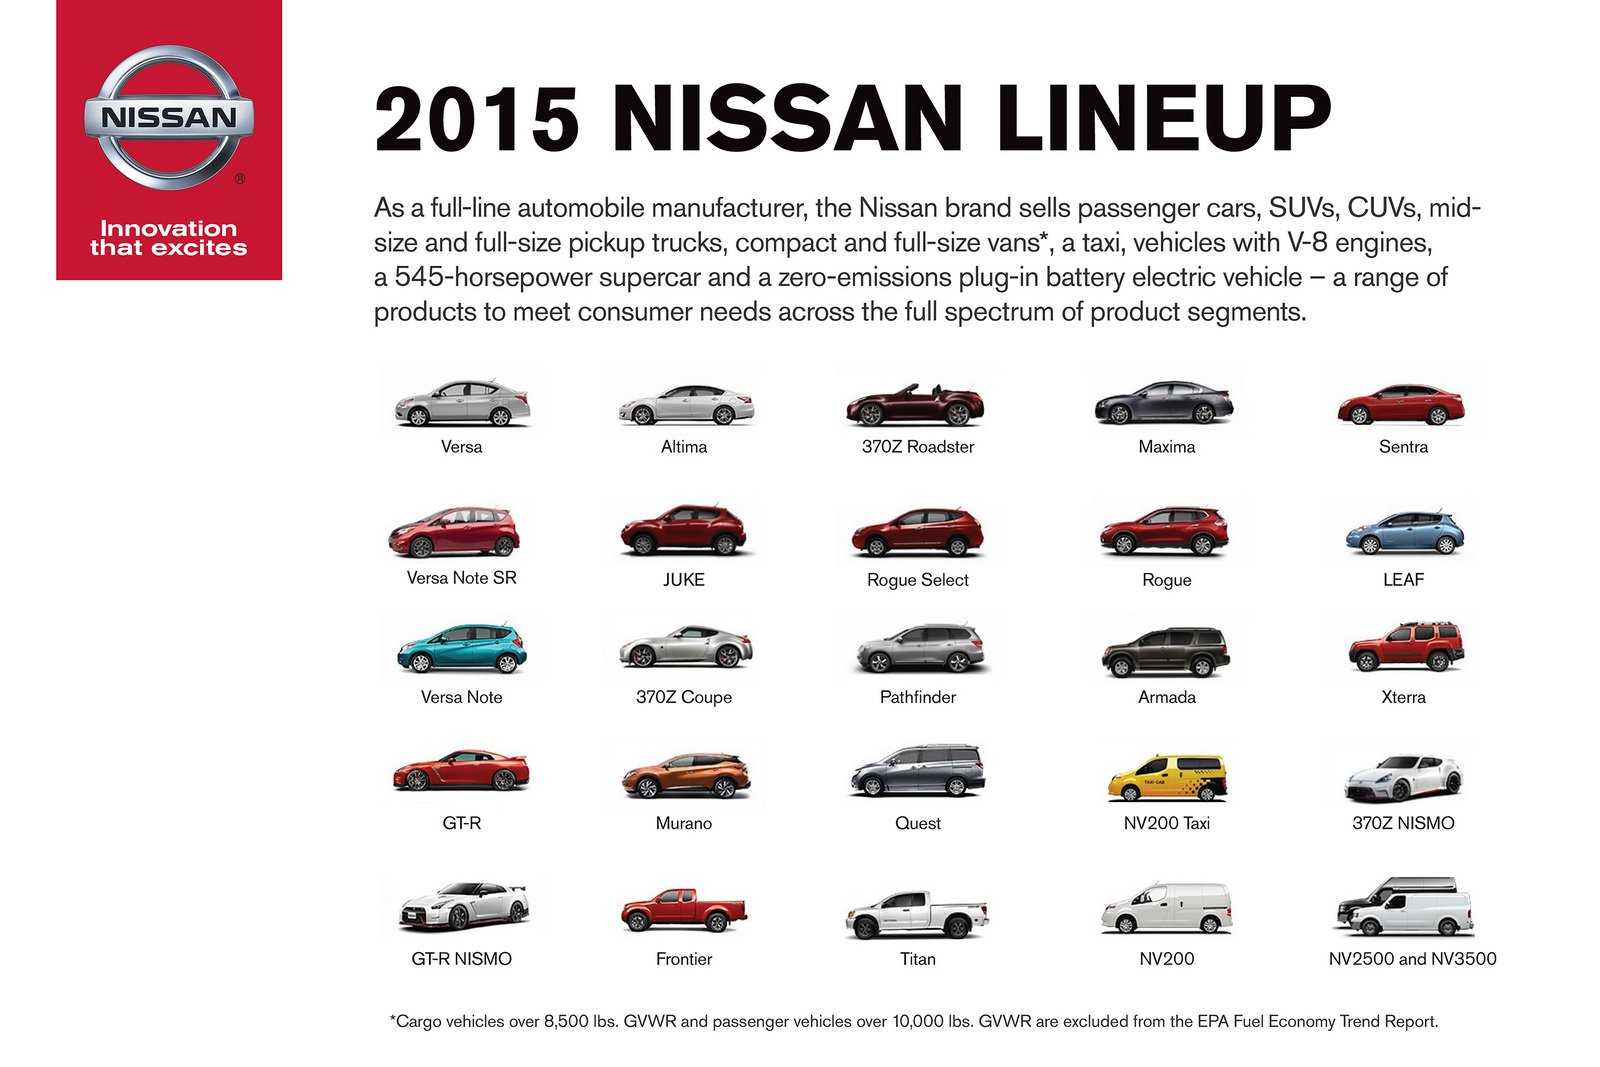 NISSAN
®
Innovation
that excites
2015 NISSAN LINEUP
As a full-line automobile manufacturer, the Nissan brand sells passenger cars, SUVs, CUVs, mid-
size and full-size pickup trucks, compact and full-size vans*, a taxi, vehicles with V-8 engines,
a 545-horsepower supercar and a zero-emissions plug-in battery electric vehicle – a range of
products to meet consumer needs across the full spectrum of product segments.
Versa
Altima
370Z Roadster
Maxima
Sentra
Versa Note SR
JUKE
Rogue Select
Rogue
LEAF
Versa Note
370Z Coupe
Pathfinder
Armada
Xterra
TAXI-CAB
GT-R
Murano
Quest
NV200 Taxi
370Z NISMO
GT-R NISMO
Frontier
Titan
NV200
NV2500 and NV3500
*Cargo vehicles over 8,500 lbs. GVWR and passenger vehicles over 10,000 lbs. GVWR are excluded from the EPA Fuel Economy Trend Report.